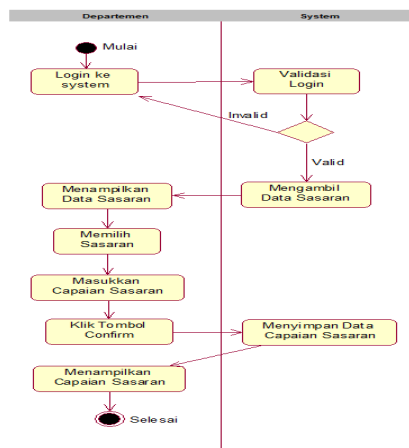 Departemen
System
Mulai
Login ke
system
Validasi
Login
Invalid
Valid
Menampilkan
Data Sasaran
Mengambil
Data Sasaran
Memilih
Sasaran
Masukkan
Capaian Sasaran
Klik Tombol
Confirm
Menyimpan Data
Capaian Sasaran
Menampilkan
Capaian Sasaran
Selesai